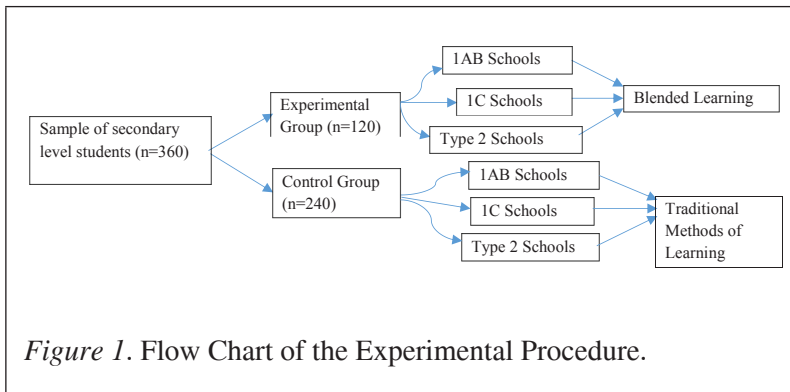 Sample of secondary
level students (n=360)
Experimental
Group (n=120)
Control Group
(n=240)
1AB Schools
1C Schools
Type 2 Schools
Blended Learning
1AB Schools
1C Schools
Type 2 Schools
Traditional
Methods of
Learning
Figure 1. Flow Chart of the Experimental Procedure.